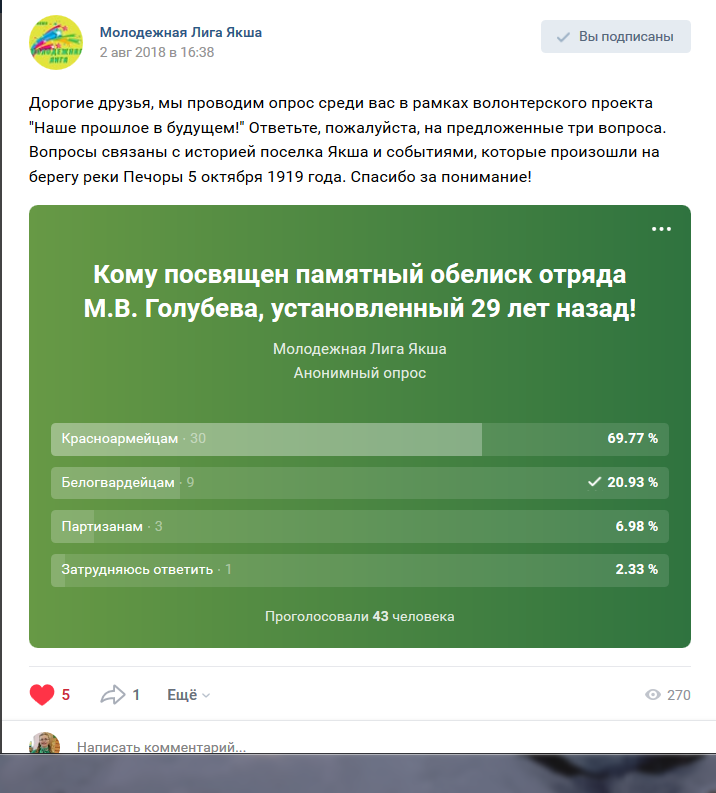 Молодежная Лига Якша
2 авг 2018 в 16:38
Вы подписаны
Дорогие друзья, мы проводим опрос среди вас в рамках волонтерского проекта
"Наше прошлое в будущем!" Ответьте, пожалуйста, на предложенные три вопроса.
Вопросы связаны с историей поселка Якша и событиями, которые произошли на
берегу реки Печоры 5 октября 1919 года. Спасибо за понимание!
Кому посвящен памятный обелиск отряда
М.В. Голубева, установленный 29 лет назад!
Молодежная Лига Якша
Анонимный опрос
Красноармейцам · 30 69.77 %
Белогвардейцам · 9 20.93 %
Партизанам · 3 6.98 %
Затрудняюсь ответить · 1 2.33 %
Проголосовали 43 человека
5 1 Ещё 270
Написать комментарий...